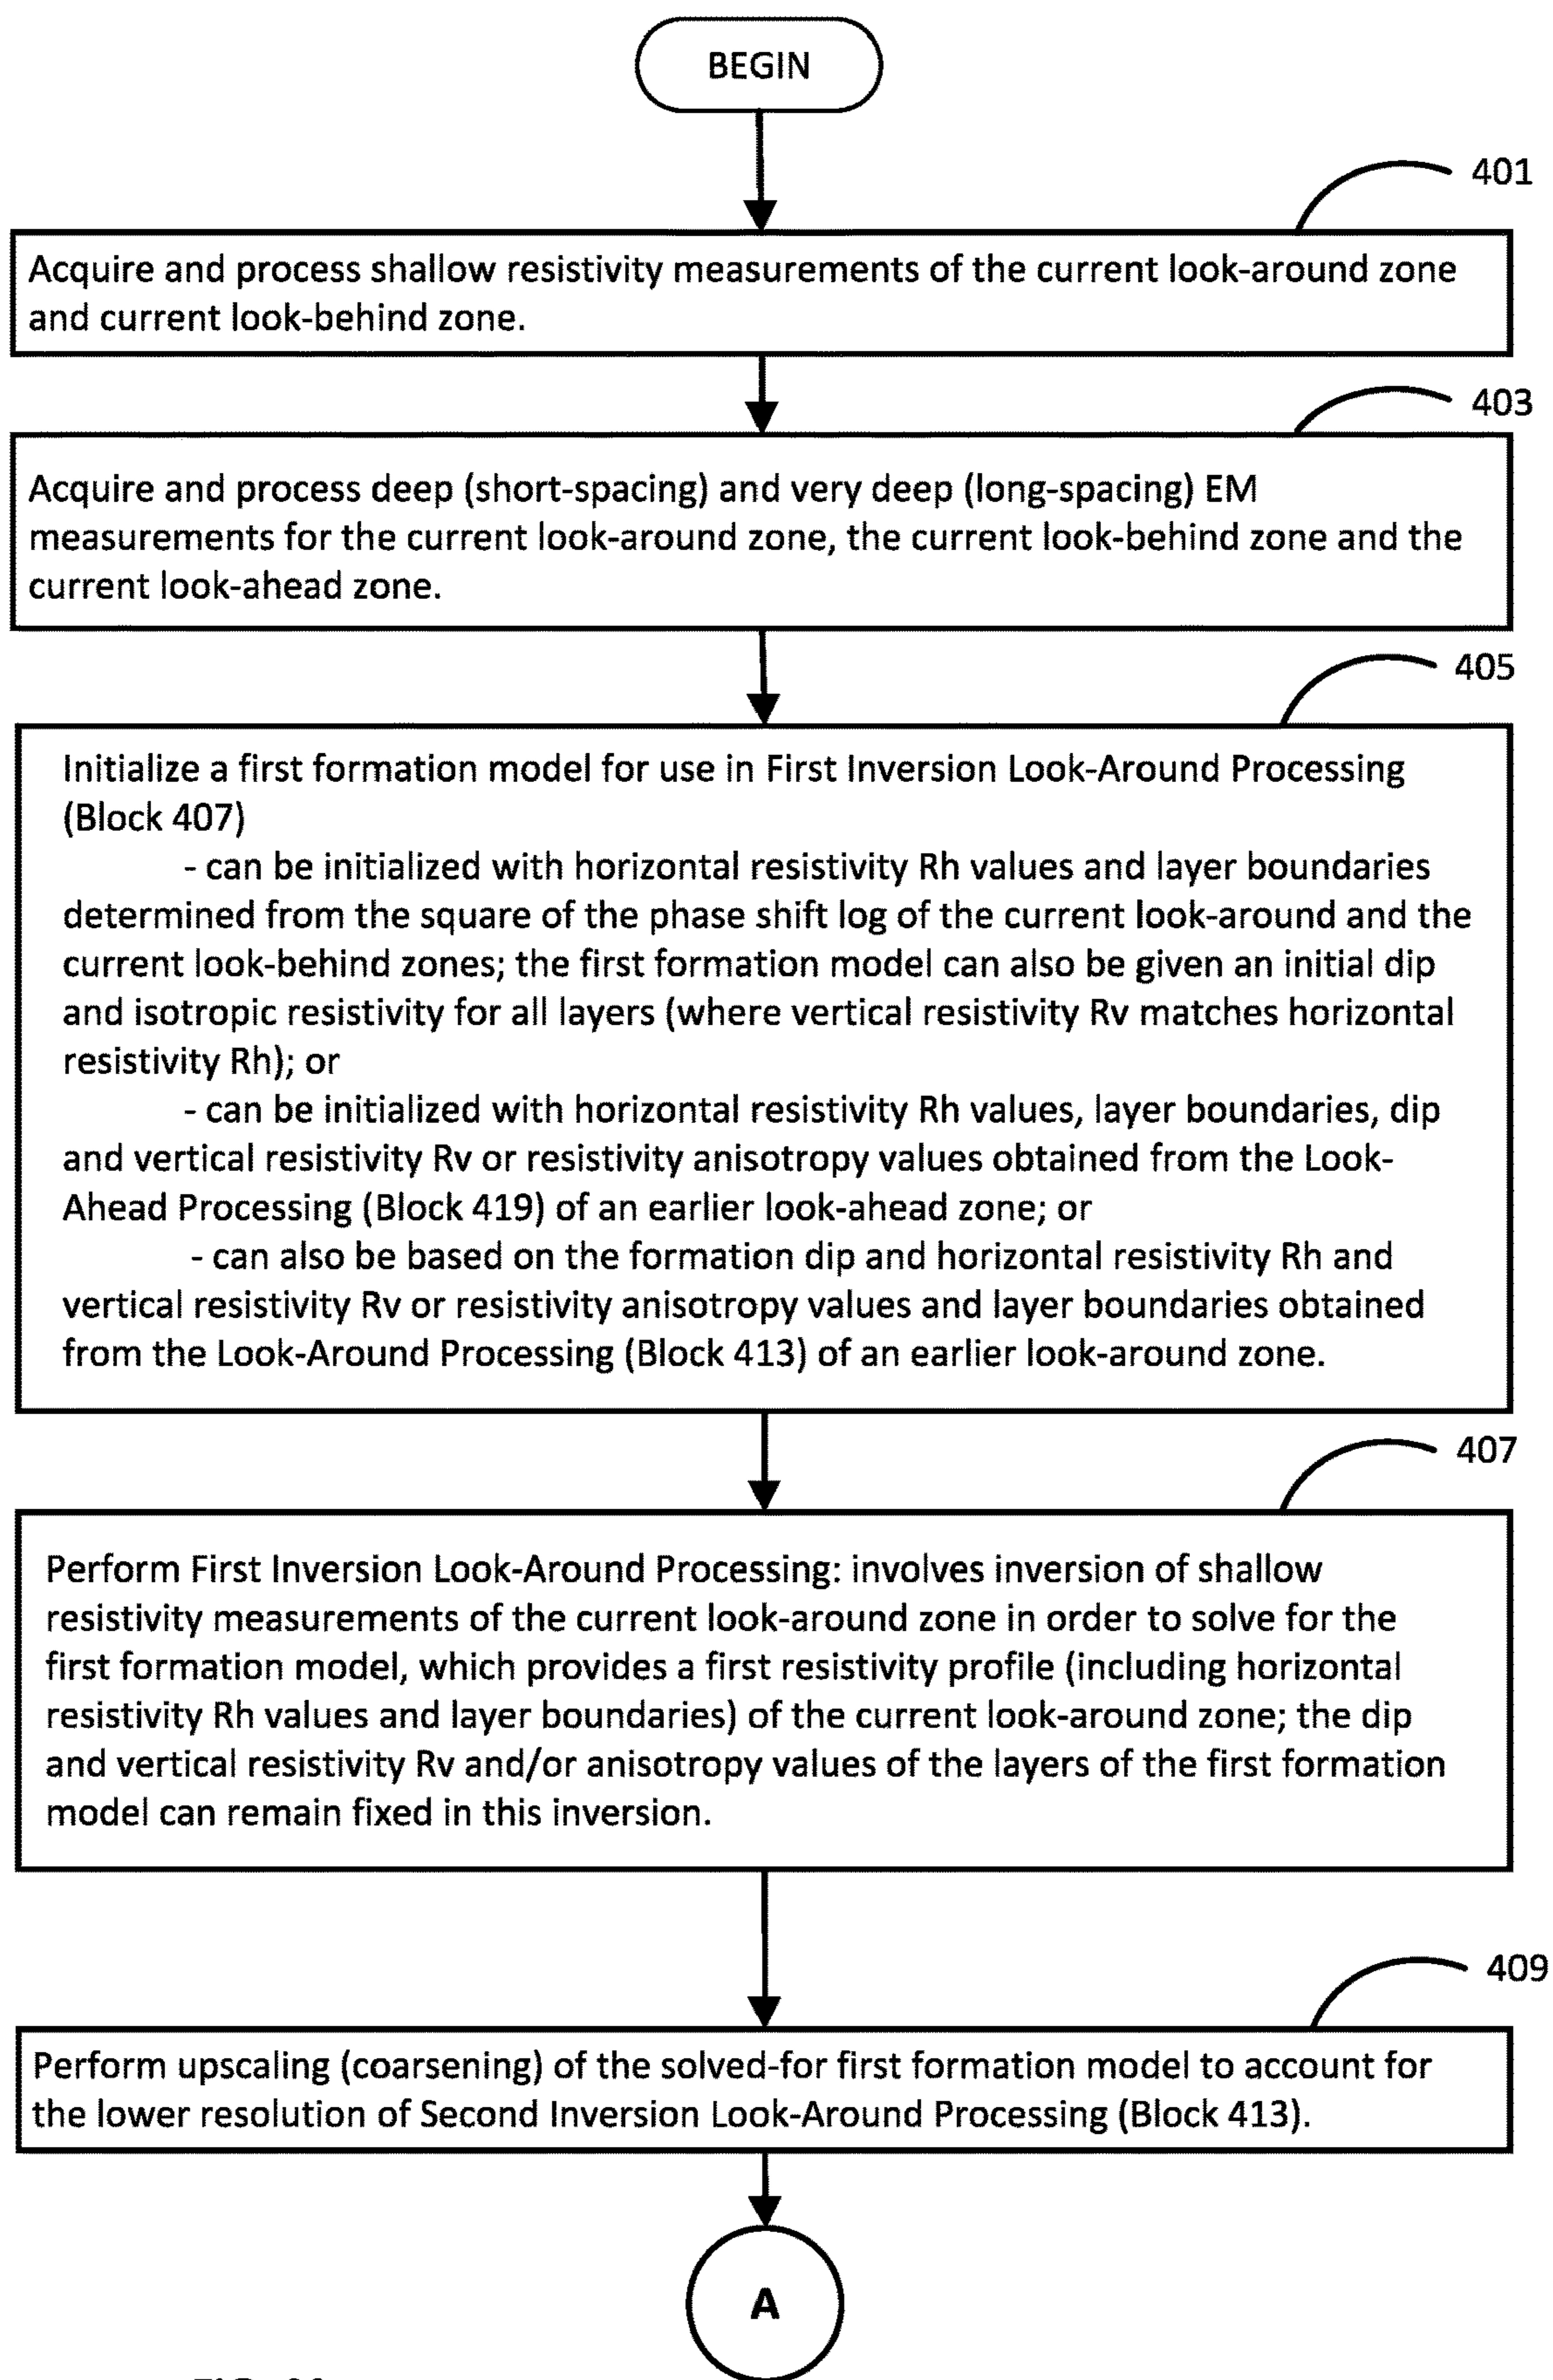 BEGIN
401
Acquire and process shallow resistivity measurements of the current look-around zone
and current look-behind zone.
403
Acquire and process deep (short-spacing) and very deep (long-spacing) EM
measurements for the current look-around zone, the current look-behind zone and the
current look-ahead zone.
405
Initialize a first formation model for use in First Inversion Look-Around Processing
(Block 407)
- can be initialized with horizontal resistivity Rh values and layer boundaries
determined from the square of the phase shift log of the current look-around and the
current look-behind zones; the first formation model can also be given an initial dip
and isotropic resistivity for all layers (where vertical resistivity Rv matches horizontal
resistivity Rh); or
- can be initialized with horizontal resistivity Rh values, layer boundaries, dip
and vertical resistivity Rv or resistivity anisotropy values obtained from the Look-
Ahead Processing (Block 419) of an earlier look-ahead zone; or
- can also be based on the formation dip and horizontal resistivity Rh and
vertical resistivity Rv or resistivity anisotropy values and layer boundaries obtained
from the Look-Around Processing (Block 413) of an earlier look-around zone.
407
Perform First Inversion Look-Around Processing: involves inversion of shallow
resistivity measurements of the current look-around zone in order to solve for the
first formation model, which provides a first resistivity profile (including horizontal
resistivity Rh values and layer boundaries) of the current look-around zone; the dip
and vertical resistivity Rv and/or anisotropy values of the layers of the first formation
model can remain fixed in this inversion.
409
Perform upscaling (coarsening) of the solved-for first formation model to account for
the lower resolution of Second Inversion Look-Around Processing (Block 413).
A